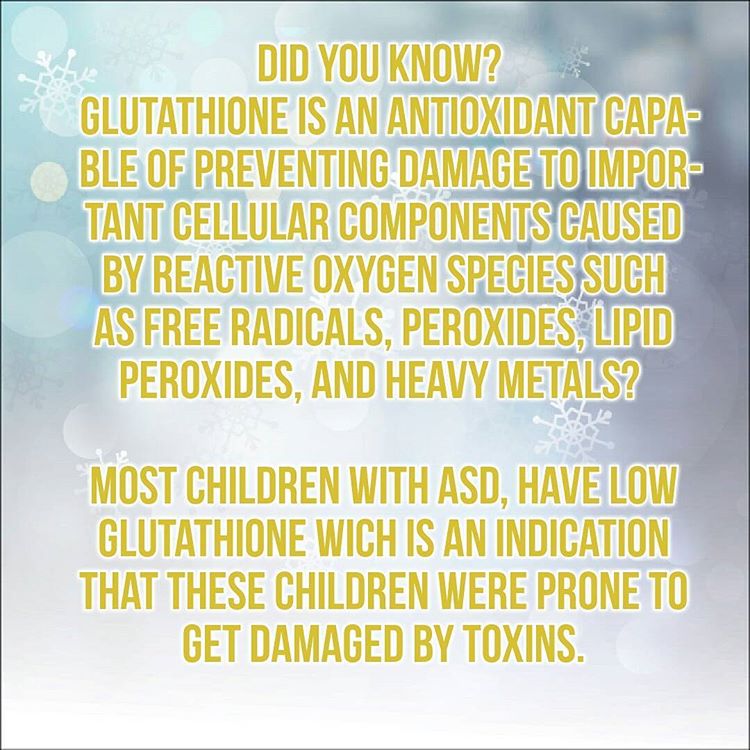 DID YOU KNOW?
GLUTATHIONE IS AN ANTIOXIDANT CAPA-
BLE OF PREVENTING DAMAGE TO IMPOR-
TANT CELLULAR COMPONENTS CAUSED
BY REACTIVE OXYGEN SPECIES SUCH
AS FREE RADICALS, PEROXIDES, LIPID
PEROXIDES, AND HEAVY METALS?
MOST CHILDREN WITH ASD, HAVE LOW
GLUTATHIONE WICH IS AN INDICATION
THAT THESE CHILDREN WERE PRONE TO
GET DAMAGED BY TOXINS.